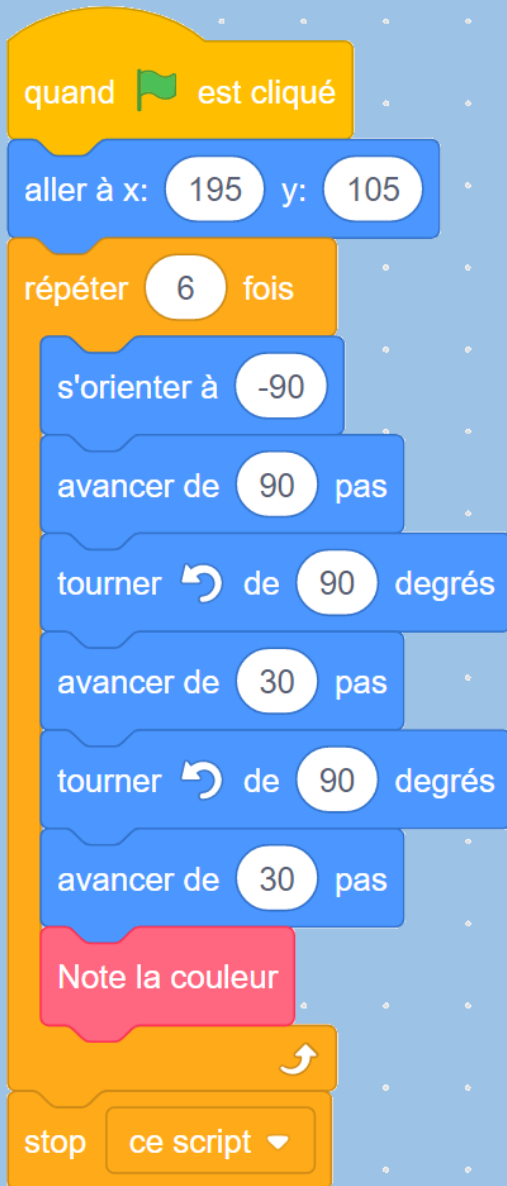 quand est cliqué
aller à x: 195 y: 105
répéter 6 fois
s'orienter à -90
avancer de 90 pas
tourner de 90 degrés
avancer de 30 pas
tourner de 90 degrés
avancer de 30 pas
Note la couleur
stop ce script